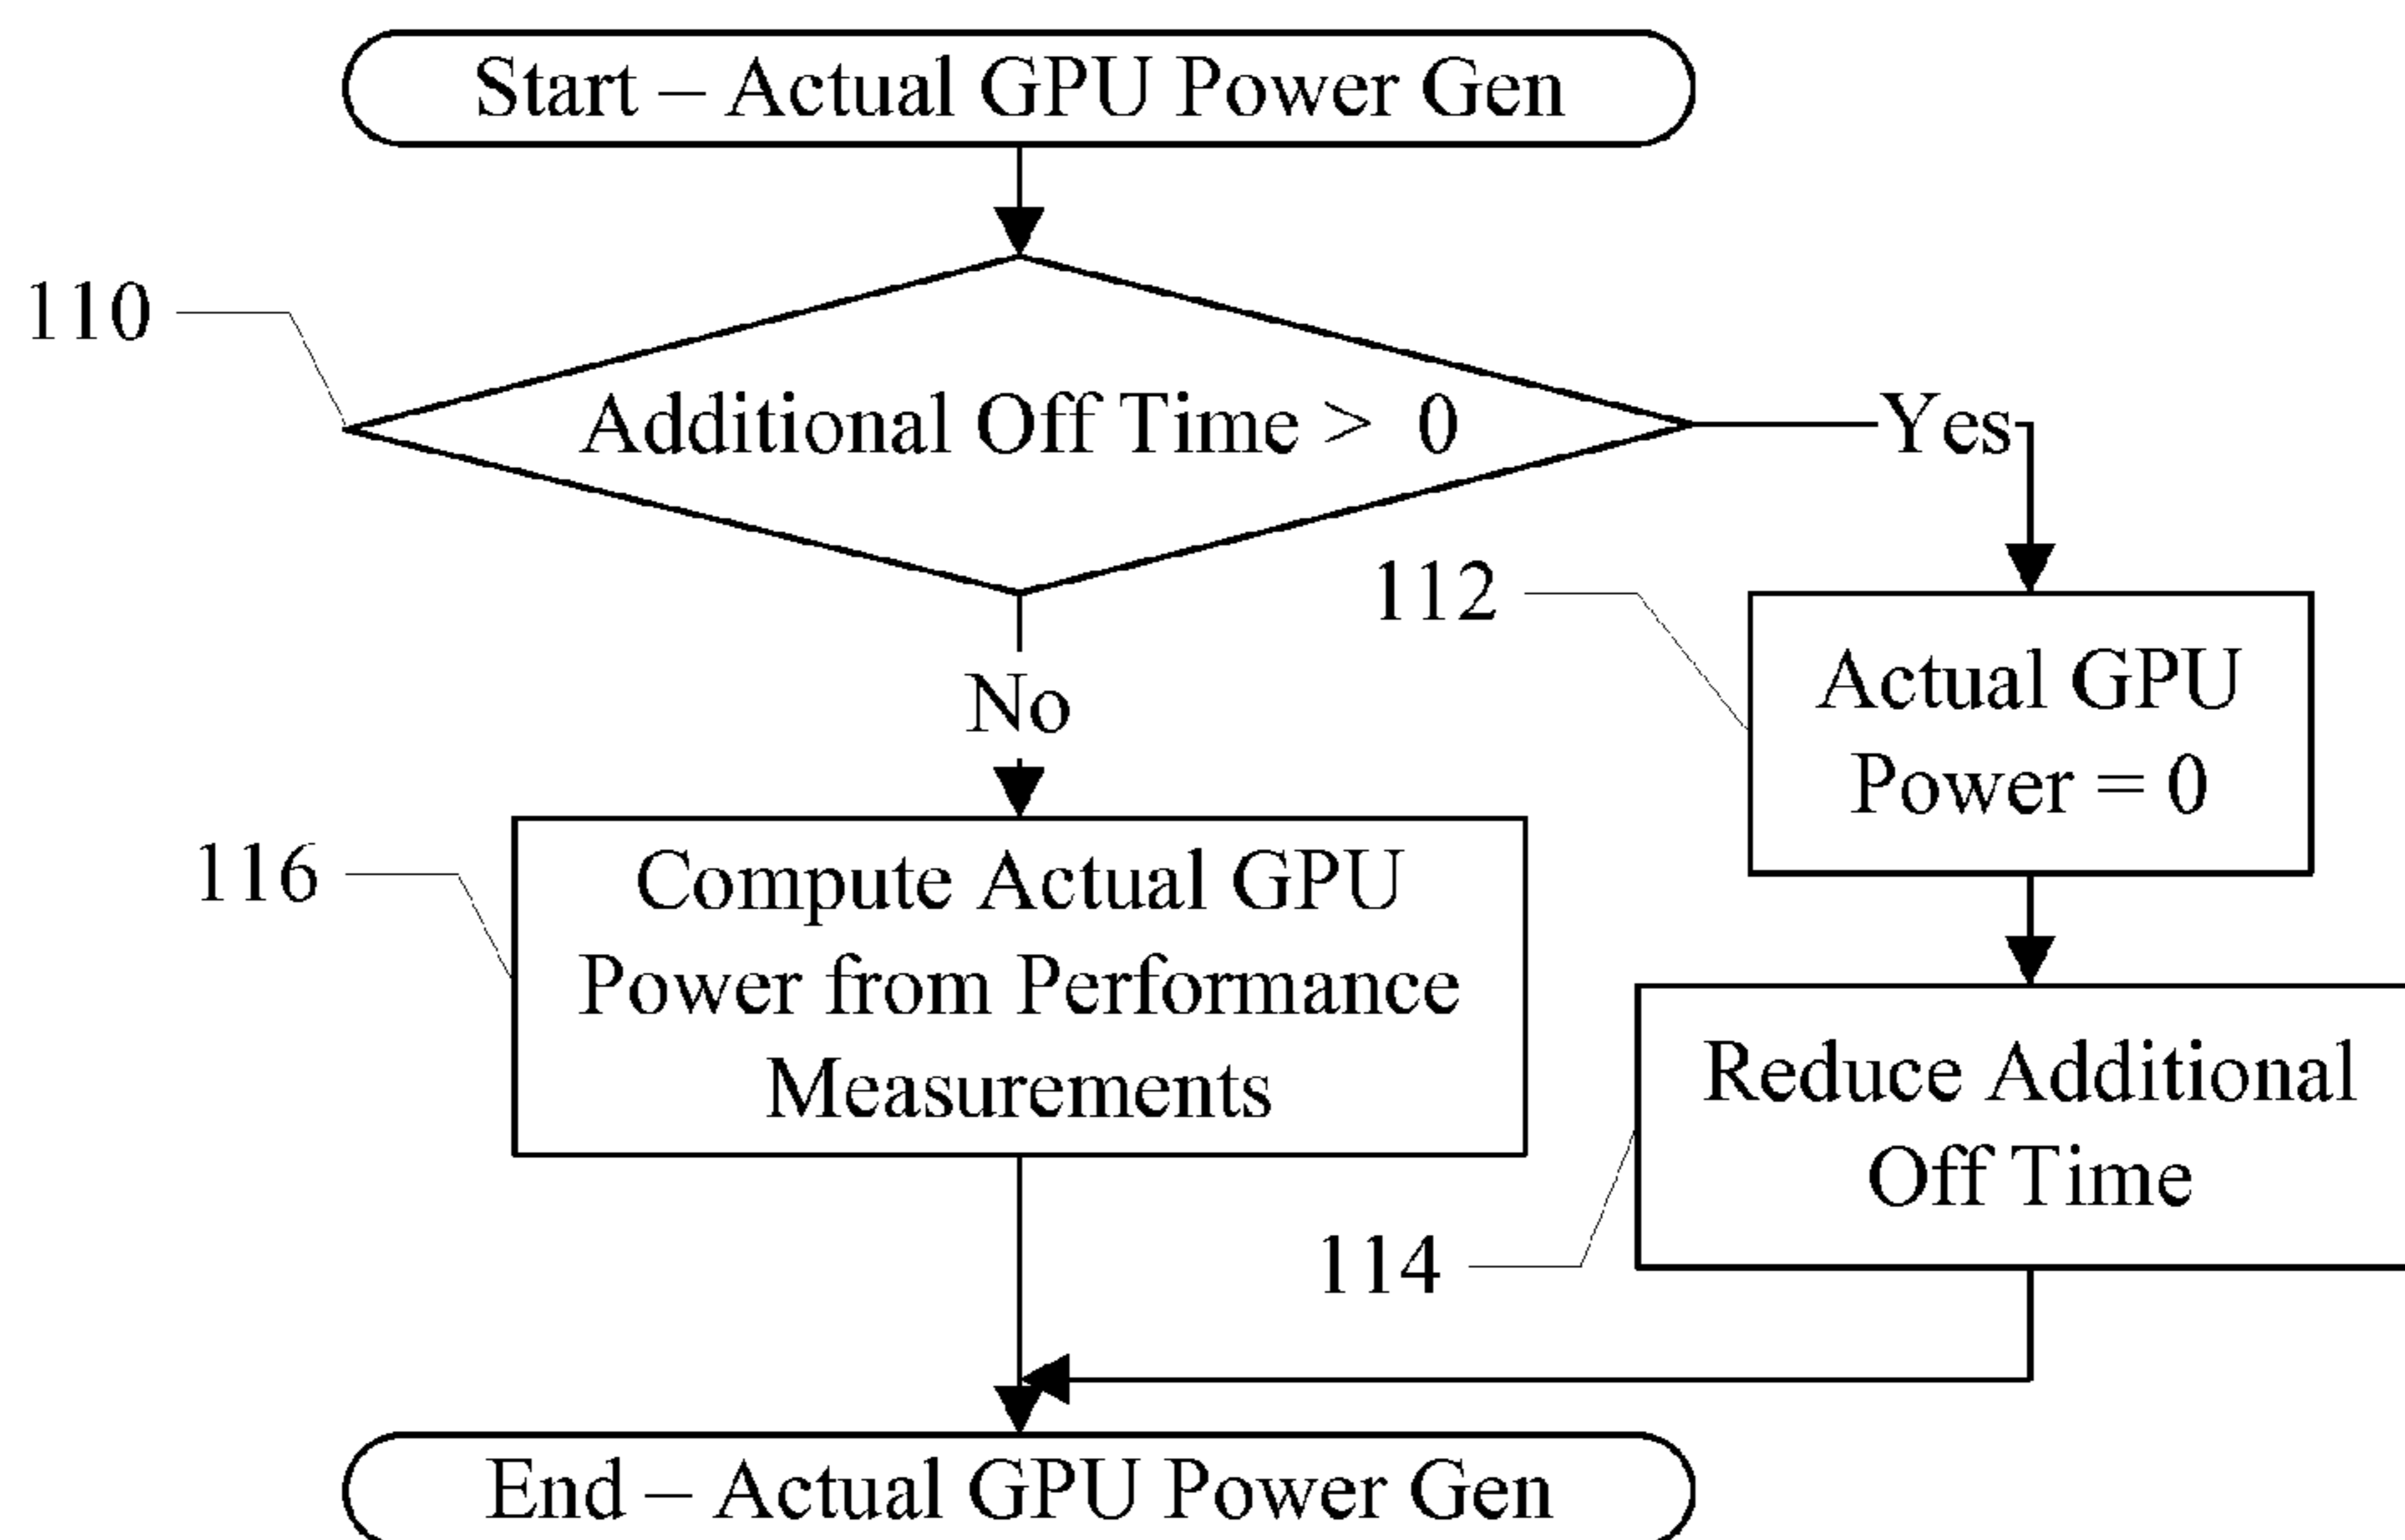 Start – Actual GPU Power Gen
110
Additional Off Time > 0
Yes
No
112
Actual GPU
Power = 0
116
Compute Actual GPU
Power from Performance
Measurements
Reduce Additional
Off Time
114
End – Actual GPU Power Gen